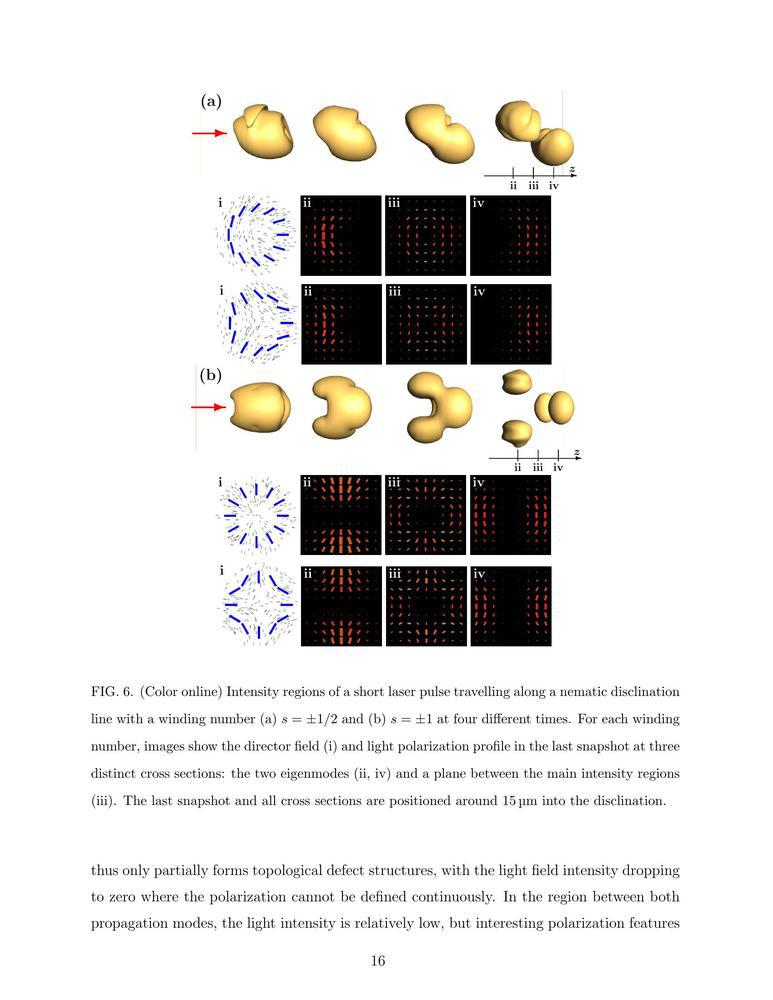 (a)
z
ii iii iv
i ii iii iv
i ii iii iv
(b)
z
ii iii iv
i ii iii iv
i ii iii iv
FIG. 6. (Color online) Intensity regions of a short laser pulse travelling along a nematic disclination
line with a winding number (a) s = ±1/2 and (b) s = ±1 at four different times. For each winding
number, images show the director field (i) and light polarization profile in the last snapshot at three
distinct cross sections: the two eigenmodes (ii, iv) and a plane between the main intensity regions
(iii). The last snapshot and all cross sections are positioned around 15 µm into the disclination.
thus only partially forms topological defect structures, with the light field intensity dropping
to zero where the polarization cannot be defined continuously. In the region between both
propagation modes, the light intensity is relatively low, but interesting polarization features
16